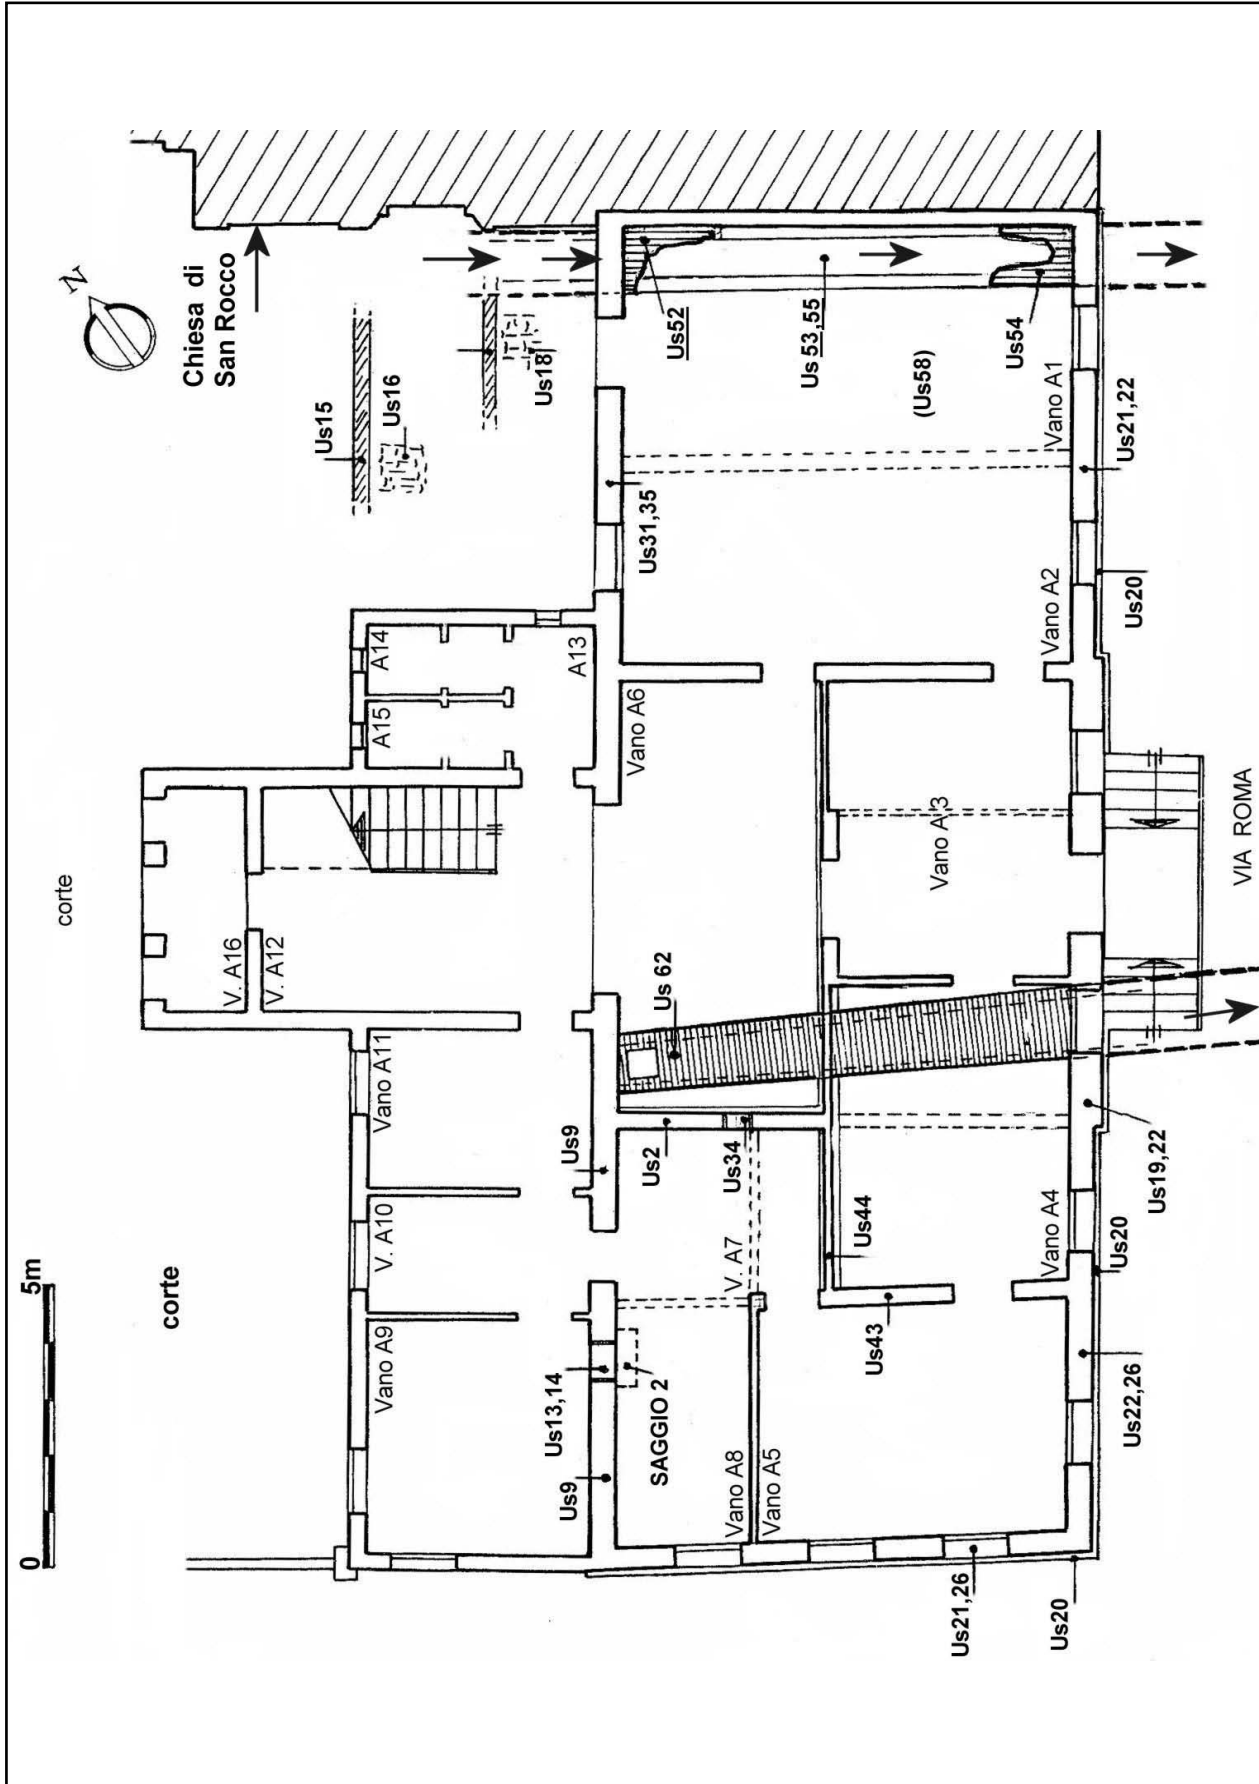 N
Chiesa di
San Rocco
Us15
Us16
Us18
Us52
Us53,55
Us54
(Us58)
Vano A1
Us21,22
Us31,35
Vano A2
Us20
A14
A13
A15
Vano A6
Vano A3
VIA ROMA
corte
V. A16
V. A12
Us 62
Vano A11
Us9
Us2
Us34
Us19,22
V. A10
V. A7
Us44
Vano A4
Us20
5m
corte
Vano A9
Us13,14
SAGGIO 2
Us43
Us22,26
Us9
Vano A8
Vano A5
0
Us21,26
Us20